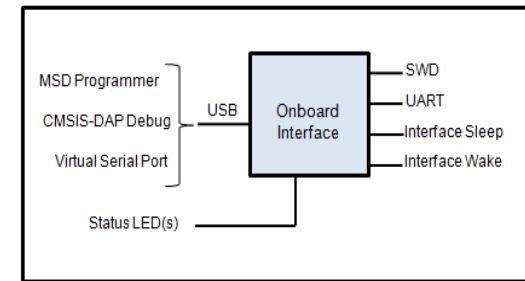 MSD Programmer
CMSIS-DAP Debug
Virtual Serial Port
USB
Onboard
Interface
SWD
UART
Interface Sleep
Interface Wake
Status LED(s)